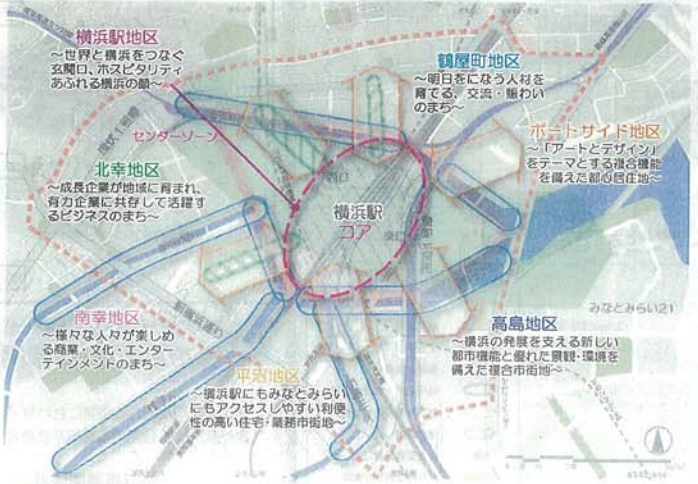 横浜駅地区
～世界と横浜をつなぐ
玄関口、ホスピタリティ
あふれる横浜の顔～
鶴屋町地区
～明日をになう人材を
育てる、交流・賑わい
のまち～
センターゾーン
ポートサイド地区
～「アートとデザイン」
をテーマとする複合機能
を備えた都心居住地～
北幸地区
～成長企業が地域に育まれ、
有力企業に共存して活躍す
るビジネスのまち～
西口
横浜駅
コア
東口
みなとみらい21
南幸地区
～様々な人々が楽しめ
る商業・文化・エンター
テインメントのまち～
新横浜通り
高島地区
～横浜の発展を支える新しい
都市機能と優れた景観・環境を
備えた複合市街地～
平沼地区
～横浜駅にもみなとみらい
にもアクセスしやすい利便
性の高い住宅・業務市街地～